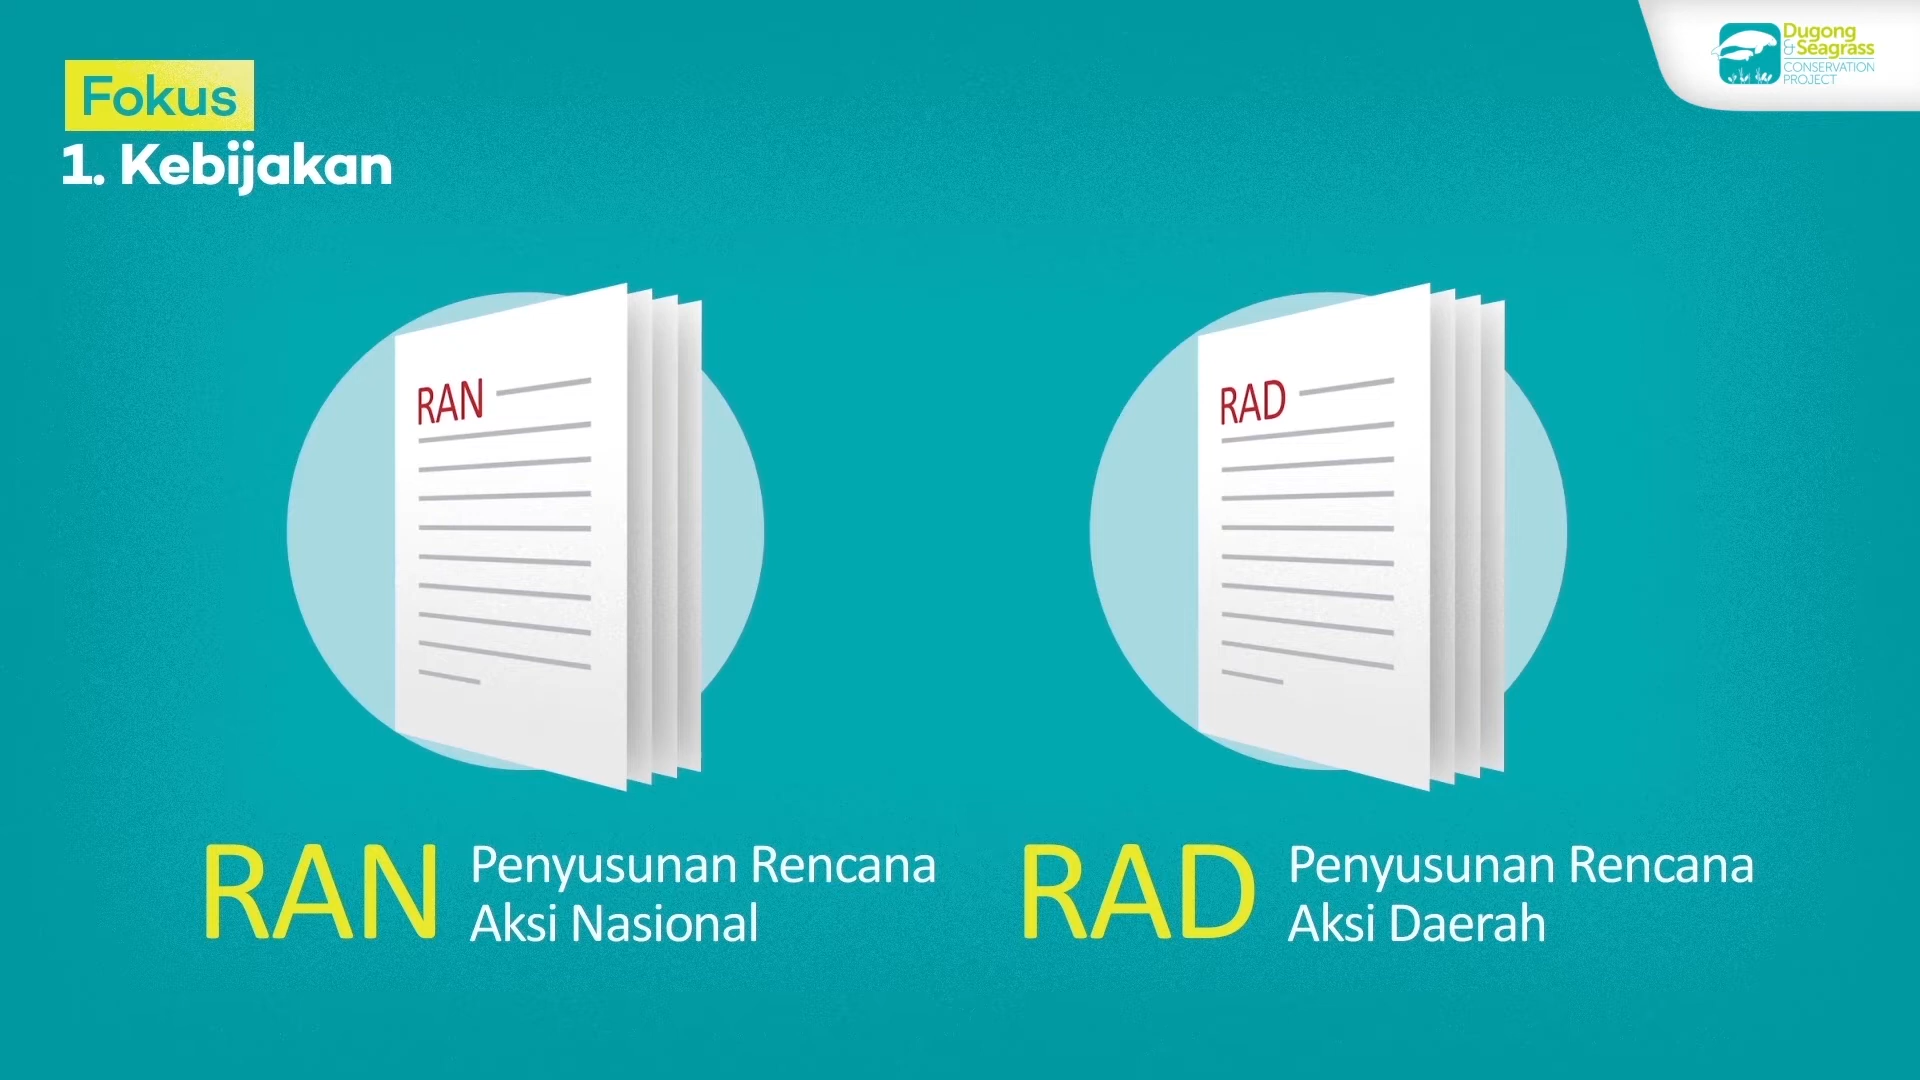 Fokus
1. Kebijakan
Dugong
& Seagrass
CONSERVATION
PROJECT
RAN
RAD
RAN
Penyusunan Rencana
Aksi Nasional
RAD
Penyusunan Rencana
Aksi Daerah